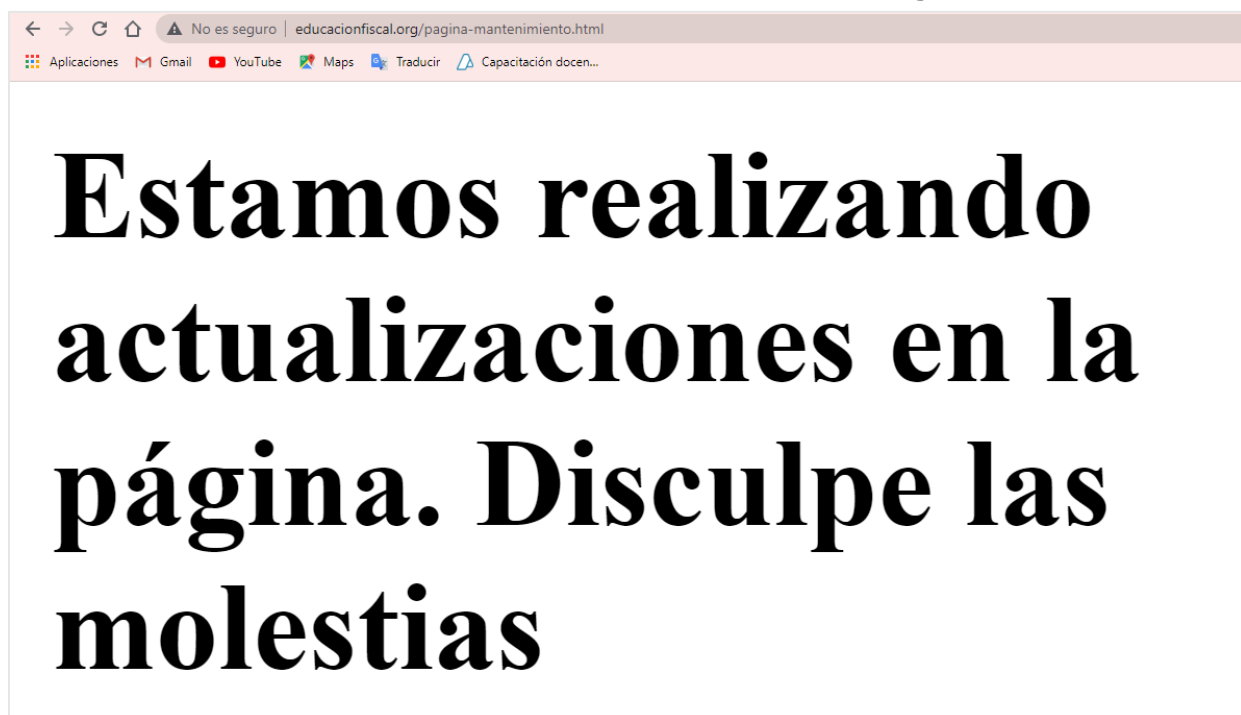 No es seguro | educacionfiscal.org/pagina-mantenimiento.html
Aplicaciones Gmail YouTube Maps Traducir Capacitación docen...
Estamos realizando
actualizaciones en la
página. Disculpe las
molestias